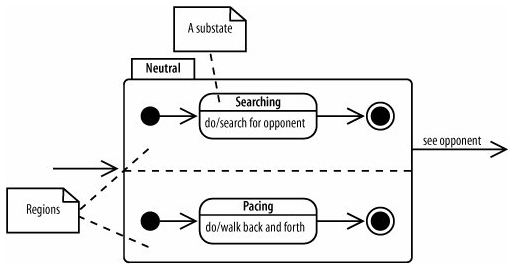 A substate
Neutral
Searching
do/search for opponent
see opponent
Regions
Pacing
do/walk back and forth